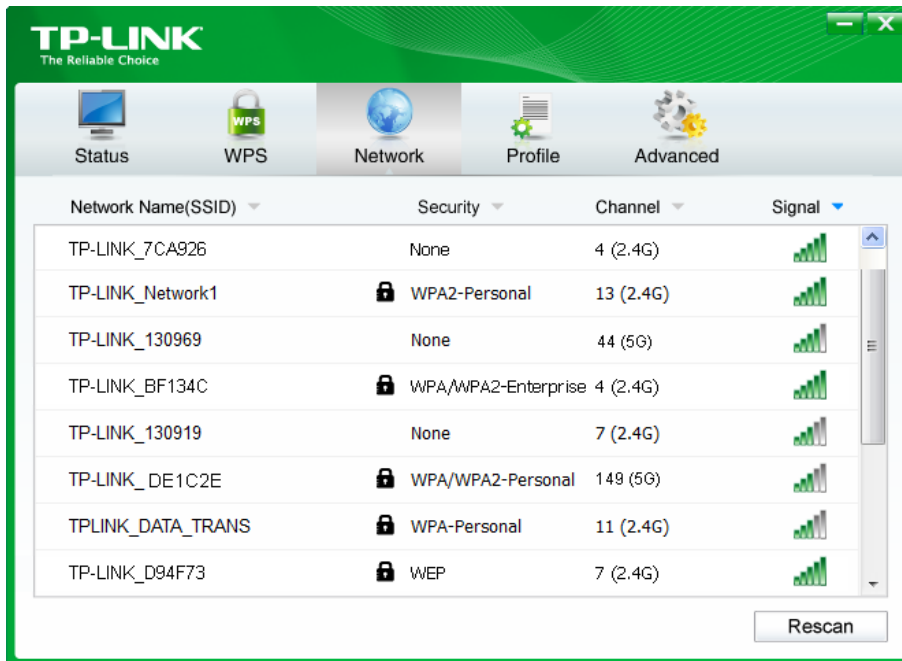 TP-LINK
The Reliable Choice
WPS
Status WPS Network Profile Advanced
Network Name(SSID) Security Channel Signal
TP-LINK_7CA926 None 4 (2.4G)
TP-LINK_Network1 WPA2-Personal 13 (2.4G)
TP-LINK_130969 None 44 (5G)
TP-LINK_BF134C WPA/WPA2-Enterprise 4 (2.4G)
TP-LINK_130919 None 7 (2.4G)
TP-LINK_DE1C2E WPA/WPA2-Personal 149 (5G)
TPLINK_DATA_TRANS WPA-Personal 11 (2.4G)
TP-LINK_D94F73 WEP 7 (2.4G)
Rescan